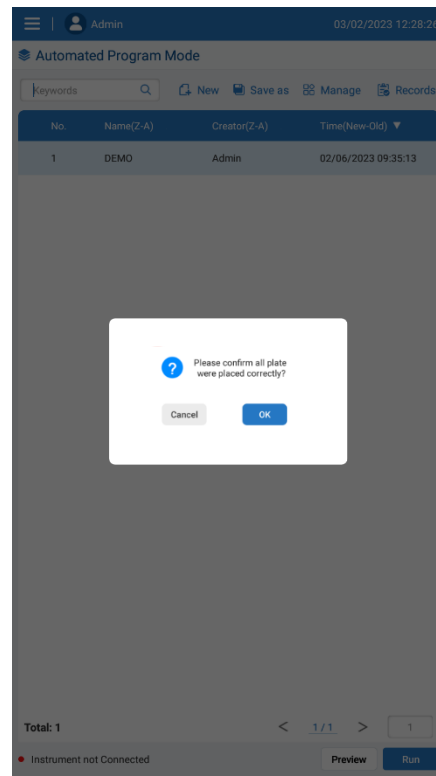 Admin 03/02/2023 12:28:26
Automated Program Mode
Keywords New Save as Manage Records
No. Name(Z-A) Creator(Z-A) Time(New-Old) ▼
1 DEMO Admin 02/06/2023 09:35:13
Please confirm all plate
were placed correctly?
Cancel OK
Total: 1 < 1/1 > 1
Instrument not Connected Preview Run